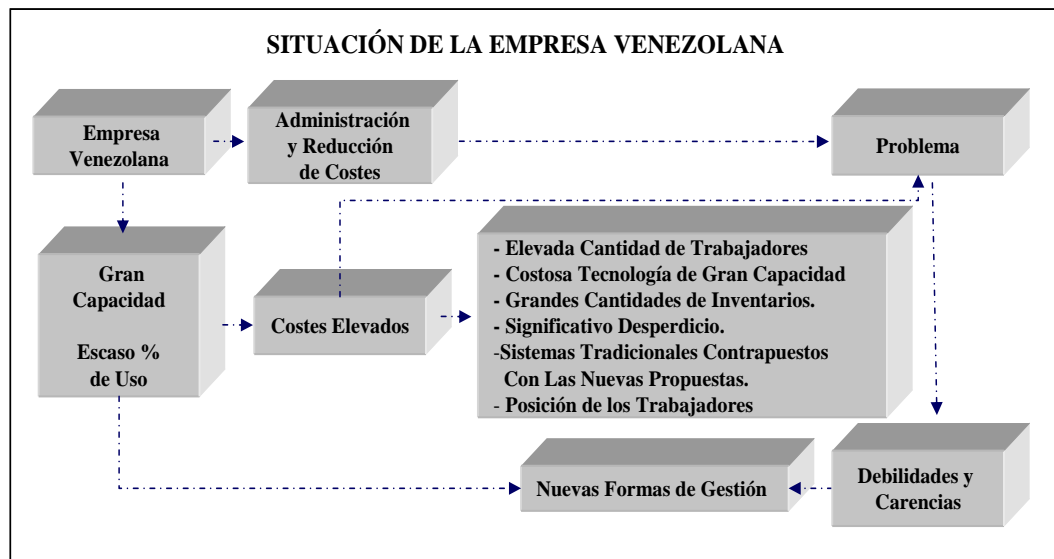 SITUACIÓN DE LA EMPRESA VENEZOLANA
Empresa
Venezolana
Administración
y Reducción
de Costes
Problema
Gran
Capacidad
Escaso %
de Uso
Costes Elevados
- Elevada Cantidad de Trabajadores
- Costosa Tecnología de Gran Capacidad
- Grandes Cantidades de Inventarios.
- Significativo Desperdicio.
-Sistemas Tradicionales Contrapuestos
Con Las Nuevas Propuestas.
- Posición de los Trabajadores
Nuevas Formas de Gestión
Debilidades y
Carencias